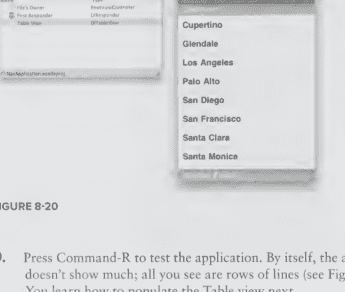 File's Owner
First Responder
UIResponder
Table View
UITableView
Cupertino
Glendale
Los Angeles
Palo Alto
San Diego
San Francisco
Santa Clara
Santa Monica
IGURE 8-20
Press Command-R to test the application. By itself, the a
doesn't show much; all you see are rows of lines (see Fig
You learn how to populate the Table view next